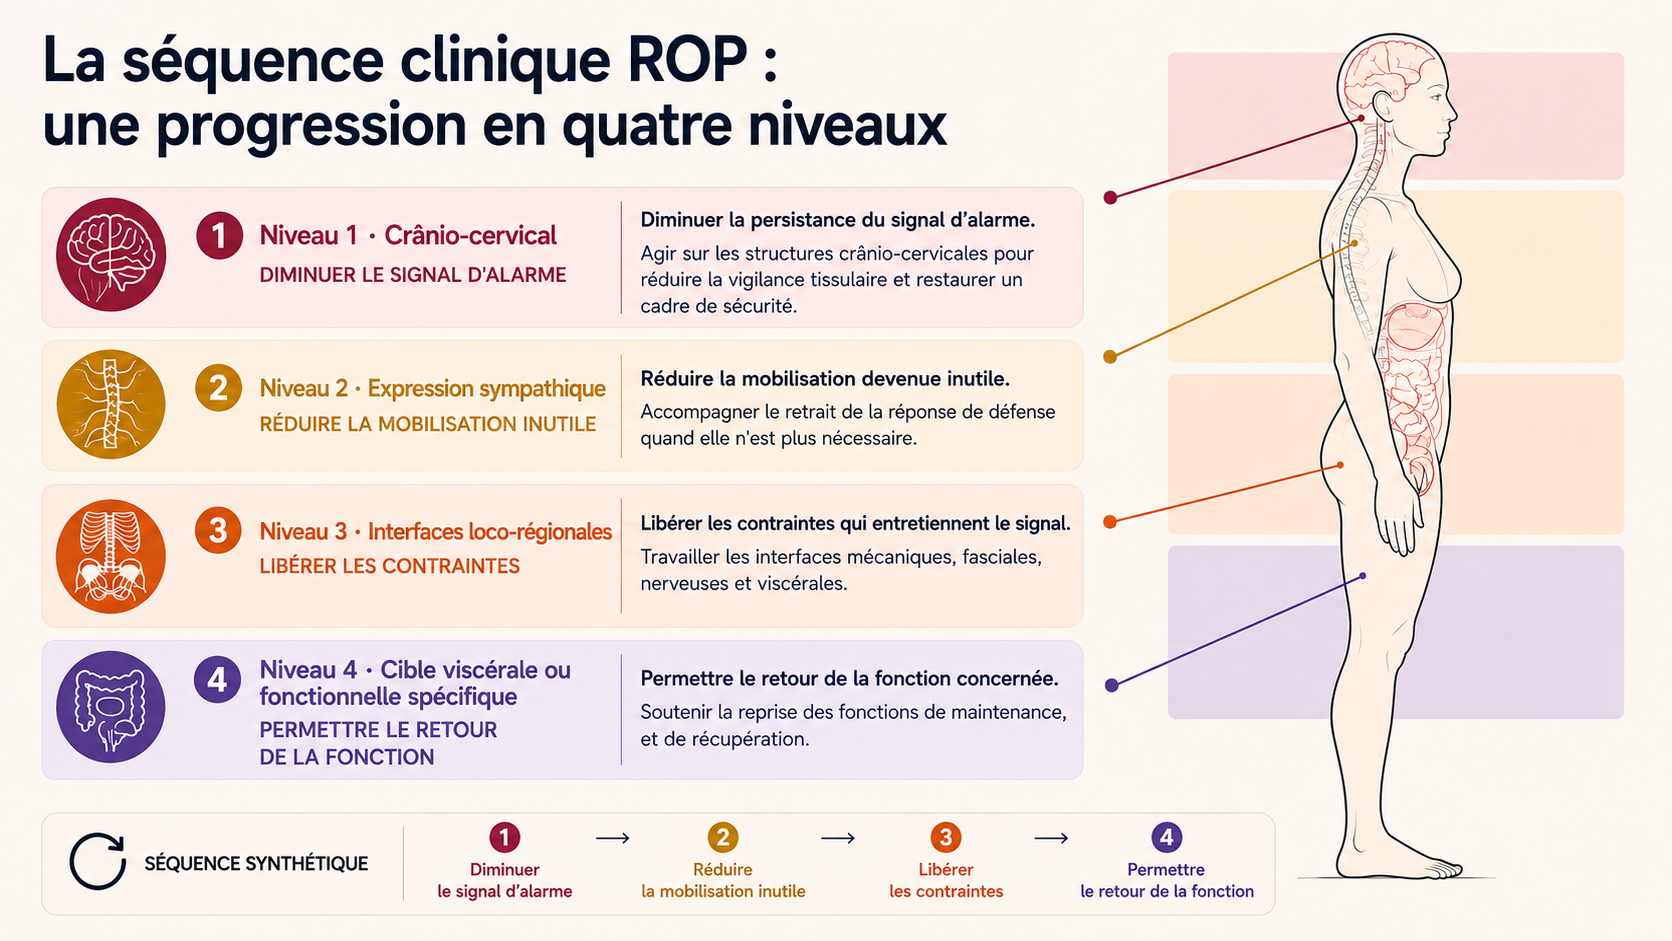 La séquence clinique ROP :
une progression en quatre niveaux
1
Niveau 1 · Crânio-cervical
DIMINUER LE SIGNAL D'ALARME
Diminuer la persistance du signal d’alarme.
Agir sur les structures crânio-cervicales pour
réduire la vigilance tissulaire et restaurer un
cadre de sécurité.
2
Niveau 2 · Expression sympathique
RÉDUIRE LA MOBILISATION INUTILE
Réduire la mobilisation devenue inutile.
Accompagner le retrait de la réponse de défense
quand elle n'est plus nécessaire.
3
Niveau 3 · Interfaces loco-régionales
LIBÉRER LES CONTRAINTES
Libérer les contraintes qui entretiennent le signal.
Travailler les interfaces mécaniques, fasciales,
nerveuses et viscérales.
4
Niveau 4 · Cible viscérale ou
fonctionnelle spécifique
PERMETTRE LE RETOUR
DE LA FONCTION
Permettre le retour de la fonction concernée.
Soutenir la reprise des fonctions de maintenance,
et de récupération.
SÉQUENCE SYNTHÉTIQUE
1
Diminuer
le signal d’alarme
2
Réduire
la mobilisation inutile
3
Libérer
les contraintes
4
Permettre
le retour de la fonction